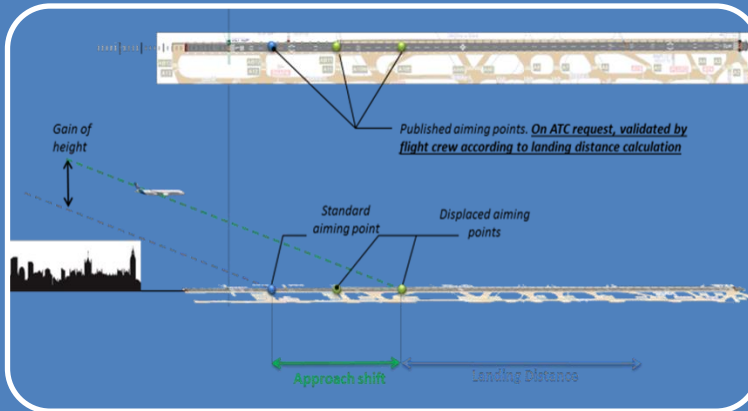 Published aiming points. On ATC request, validated by
flight crew according to landing distance calculation
Gain of
height
Standard
aiming point
Displaced aiming
points
Approach shift
Landing Distance